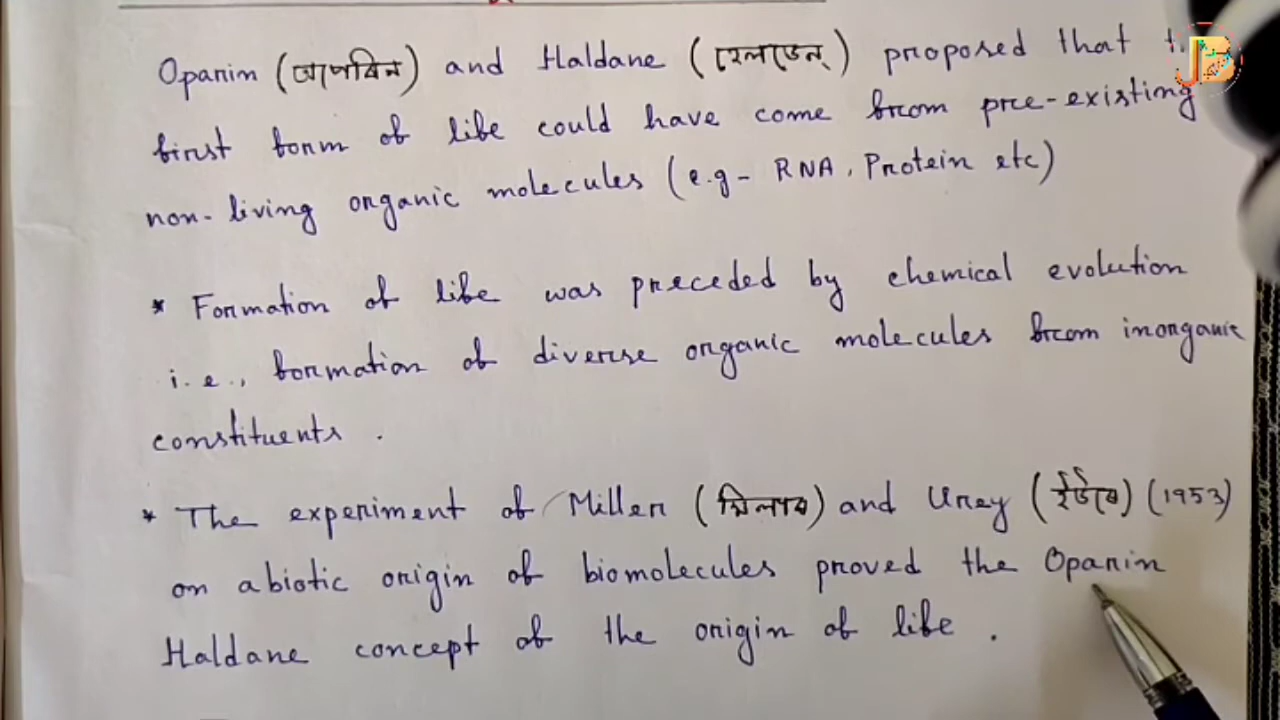 Oparin (অপৰিন) and Haldane (হেলডেন্) proposed that
first form of life could have come from pre-existing
non-living organic molecules (e.g- RNA, Protein etc)
* Formation of life was preceded by chemical evolution
i.e., formation of diverse organic molecules from inorganic
constituents.
* The experiment of Miller (মিলাৰ) and Urey (ইউৰে) (1953)
on abiotic origin of biomolecules proved the Oparin
Haldane concept of the origin of life.
JB